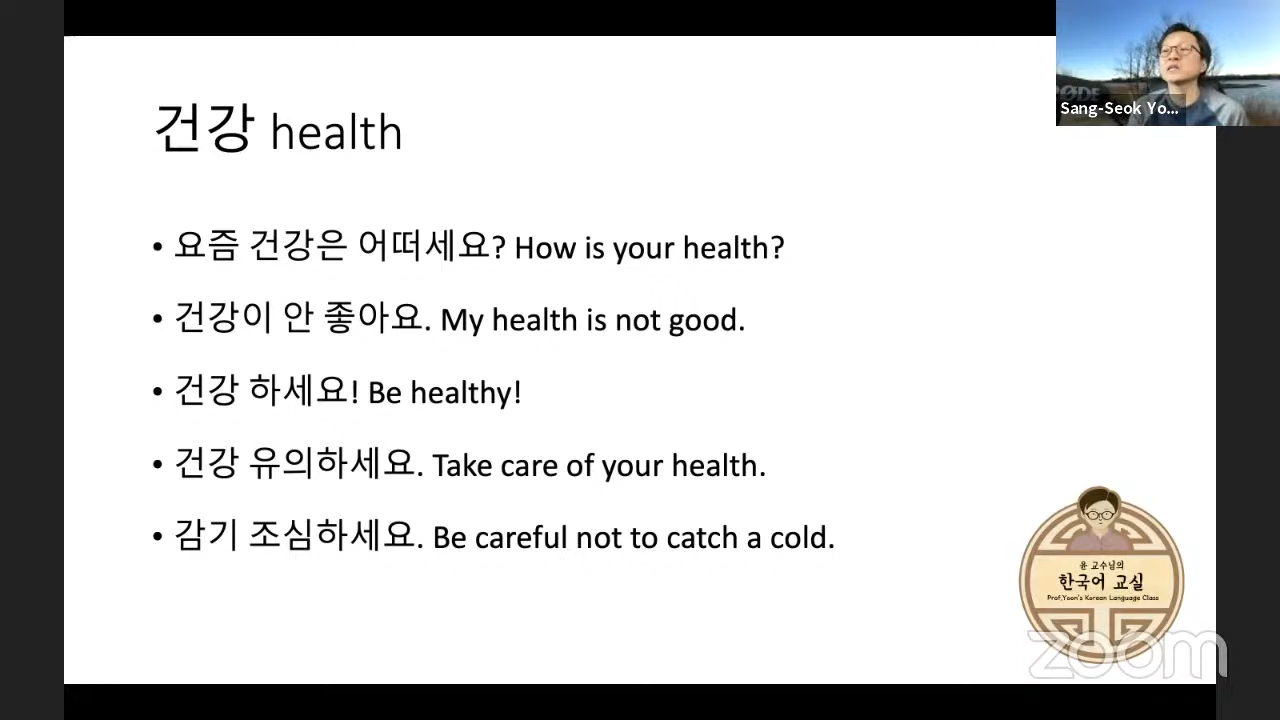 건강 health
• 요즘 건강은 어떠세요? How is your health?
• 건강이 안 좋아요. My health is not good.
• 건강 하세요! Be healthy!
• 건강 유의하세요. Take care of your health.
• 감기 조심하세요. Be careful not to catch a cold.
RØDE
Sang-Seok Yo...
윤 교수님의
한국어 교실
Prof.Yoon's Korean Language Class
zoom